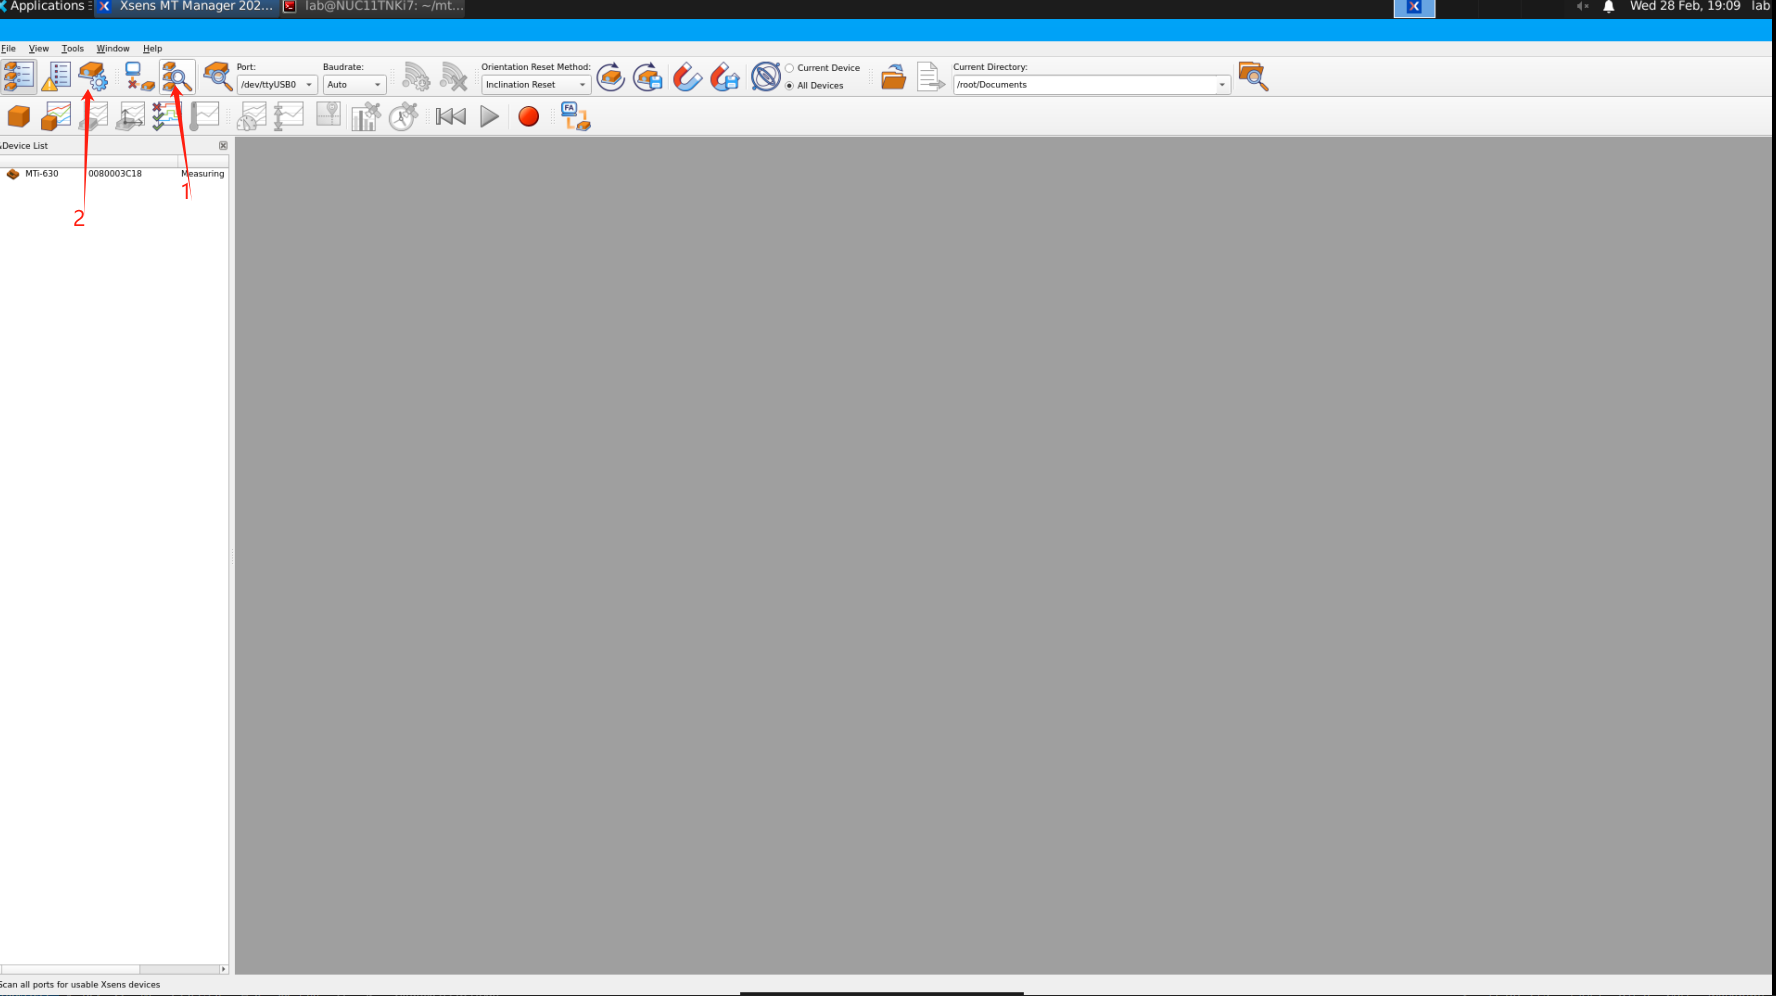 Applications
Xsens MT Manager 202...
lab@NUC11TNKi7: ~/mt...
Wed 28 Feb, 19:09
lab
File View Tools Window Help
Port:
/dev/ttyUSB0
Baudrate:
Auto
Orientation Reset Method:
Inclination Reset
Current Device
All Devices
Current Directory:
/root/Documents
FA
Device List
MTi-630 0080003C18 Measuring
1
2
Scan all ports for usable Xsens devices